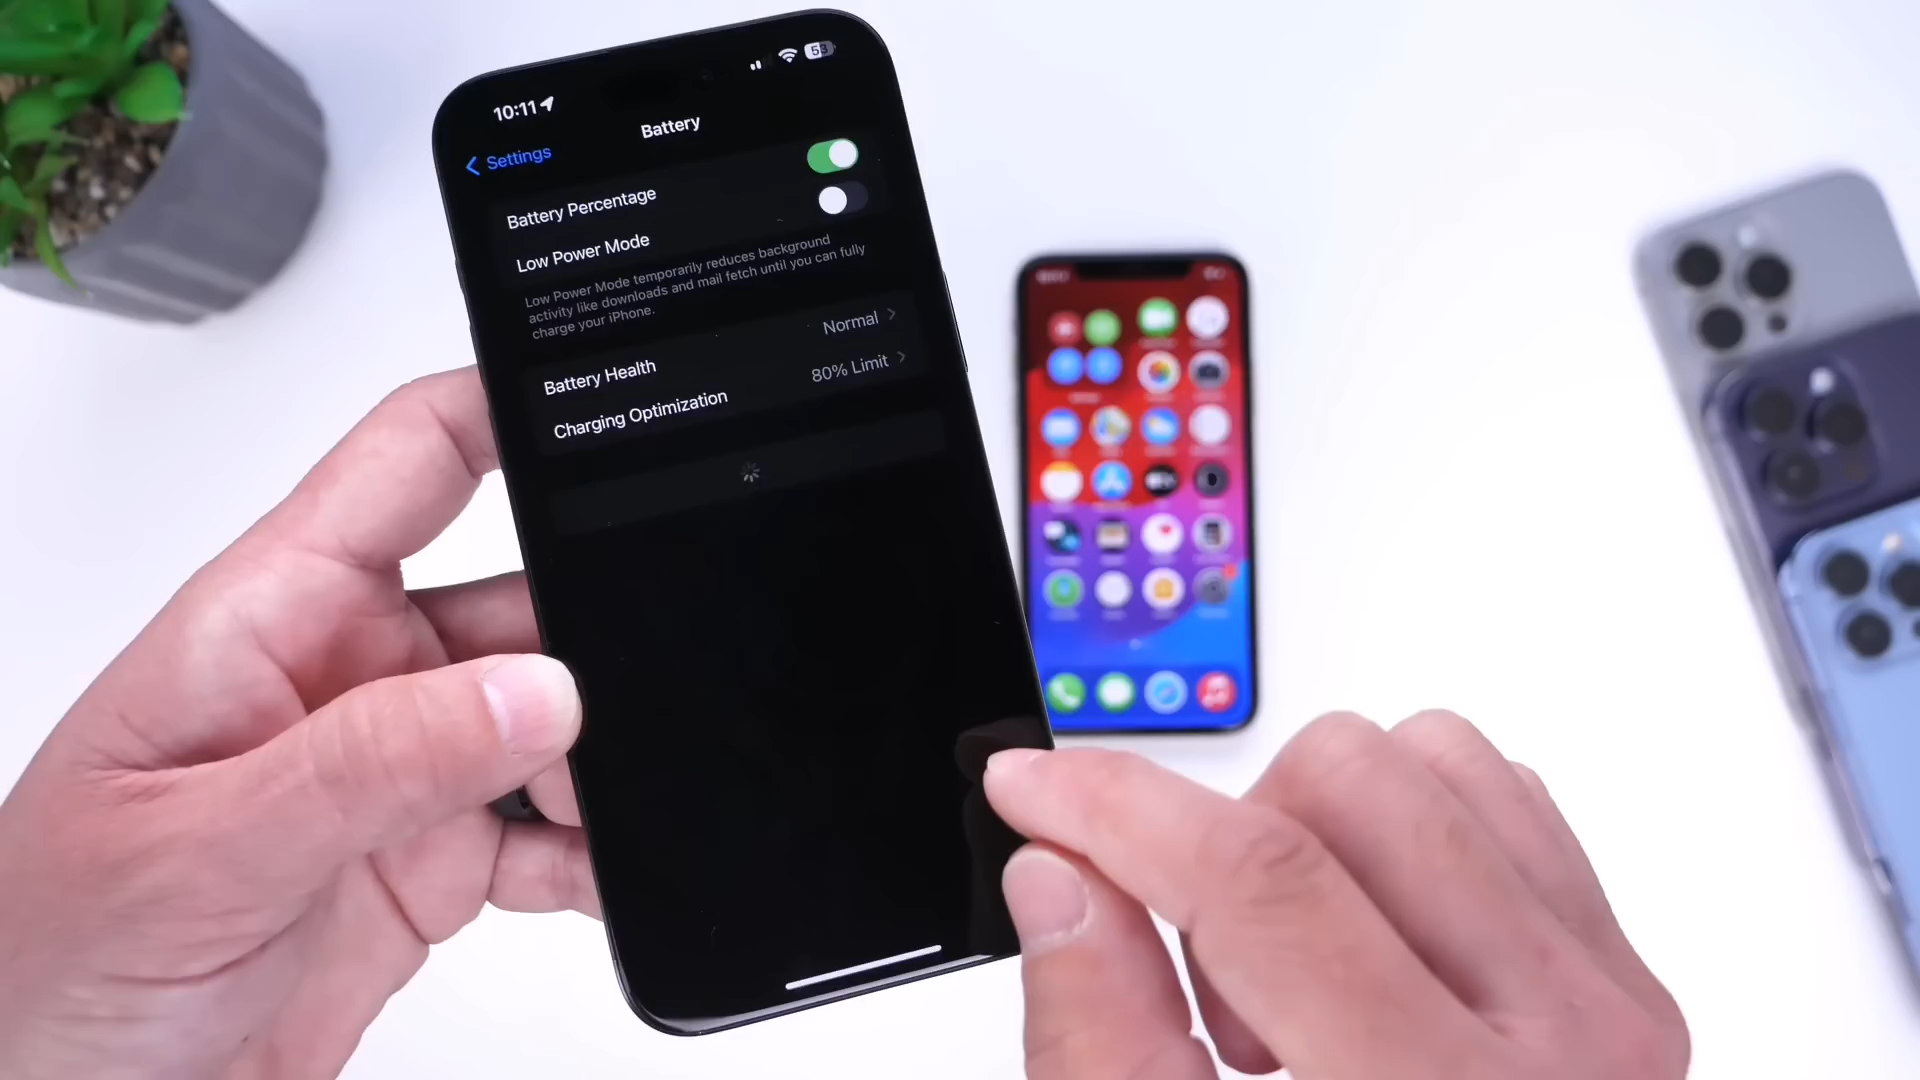 10:11
53
Battery
Settings
Battery Percentage
Low Power Mode
Low Power Mode temporarily reduces background
activity like downloads and mail fetch until you can fully
charge your iPhone.
Battery Health
Normal
Charging Optimization
80% Limit